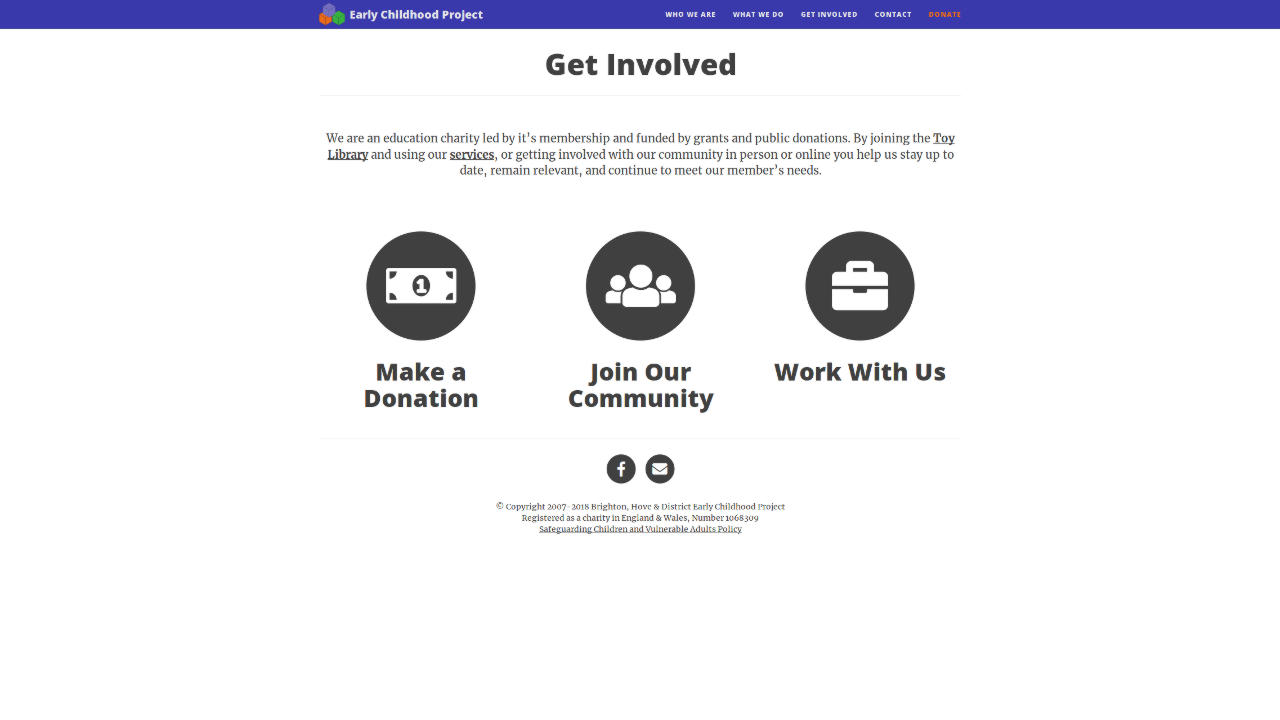 Early Childhood Project
WHO WE ARE WHAT WE DO GET INVOLVED CONTACT DONATE
Get Involved
We are an education charity led by it's membership and funded by grants and public donations. By joining the Toy
Library and using our services, or getting involved with our community in person or online you help us stay up to
date, remain relevant, and continue to meet our member's needs.
1
Make a
Donation
Join Our
Community
Work With Us
© Copyright 2007-2018 Brighton, Hove & District Early Childhood Project
Registered as a charity in England & Wales, Number 1068309
Safeguarding Children and Vulnerable Adults Policy